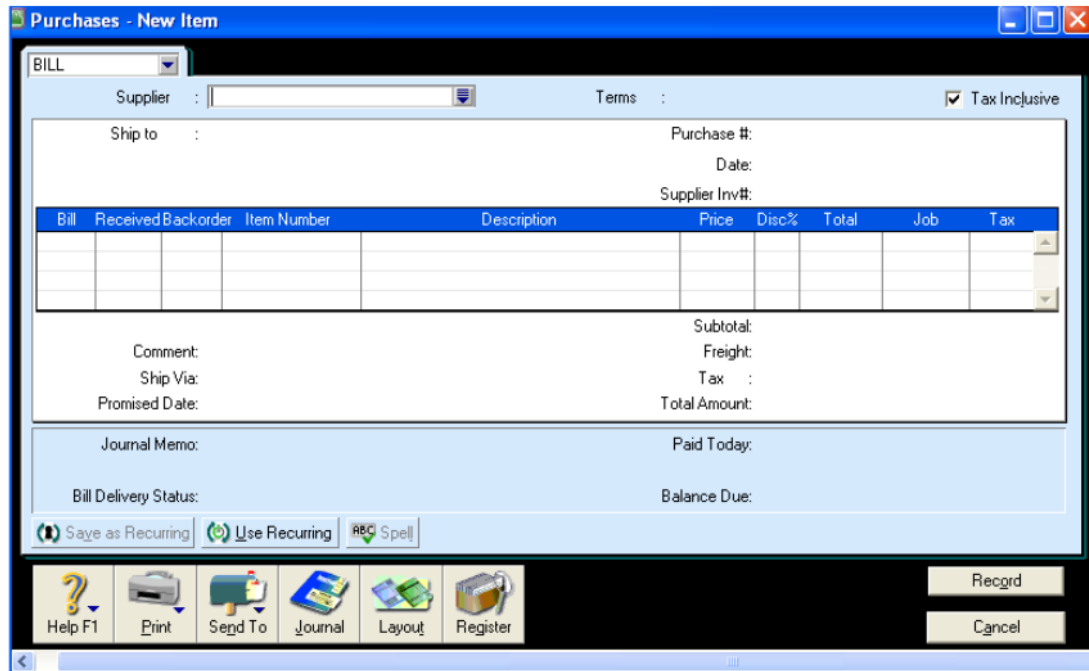 Purchases - New Item
BILL
Supplier : Terms : Tax Inclusive
Ship to : Purchase #:
Date:
Supplier Inv#:
Bill Received Backorder Item Number Description Price Disc% Total Job Tax
Subtotal:
Comment: Freight:
Ship Via: Tax :
Promised Date: Total Amount:
Journal Memo: Paid Today:
Bill Delivery Status: Balance Due:
Save as Recurring Use Recurring ABC Spell
Help F1 Print Send To Journal Layout Register
Record
Cancel